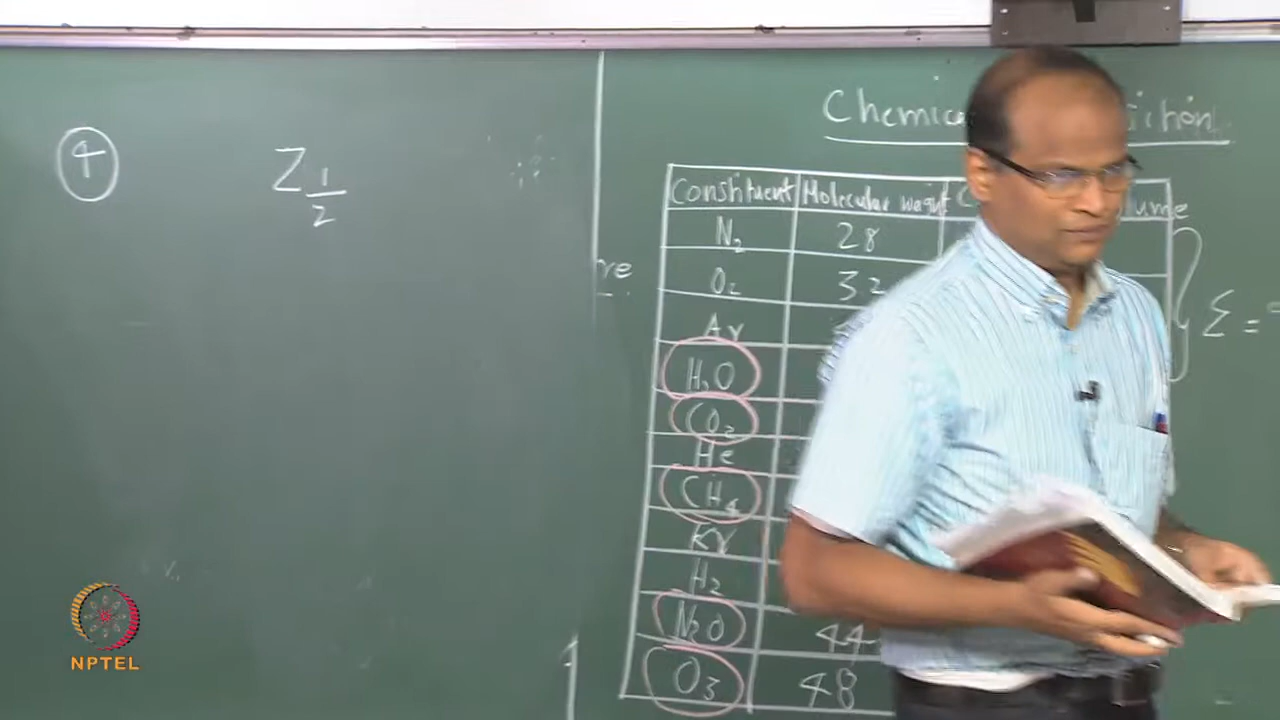 4
Z 1/2
re
Chemic
ition
Constituent Molecular weight C
ume
N₂ 28
O₂ 32
Ar
H₂O
CO₂
He
CH₄
Kr
H₂
N₂O 44
O₃ 48
Σ =
NPTEL